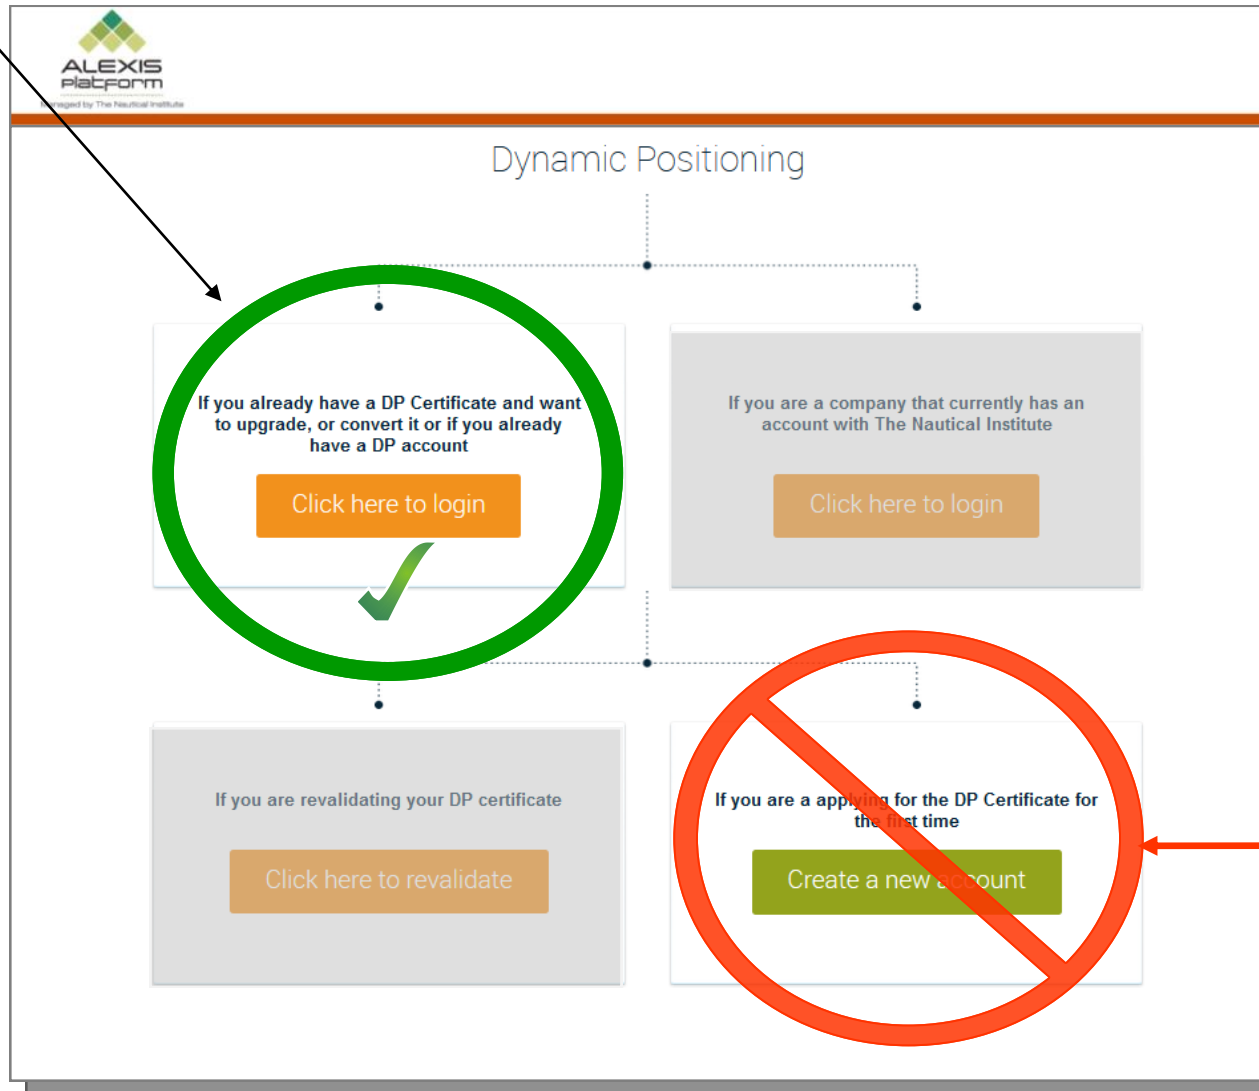 ALEXIS
Platform
Managed by The Nautical Institute
Dynamic Positioning
If you already have a DP Certificate and want
to upgrade, or convert it or if you already
have a DP account
Click here to login
If you are a company that currently has an
account with The Nautical Institute
Click here to login
If you are revalidating your DP certificate
Click here to revalidate
If you are a applying for the DP Certificate for
the first time
Create a new account